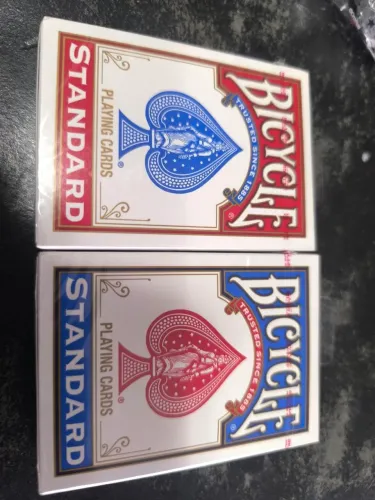 BICYCLE
®
TRUSTED SINCE 1885
PLAYING CARDS
®
STANDARD
BICYCLE
®
TRUSTED SINCE 1885
PLAYING CARDS
®
STANDARD